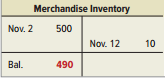 Merchandise Inventory
Nov. 2 500
Nov. 12 10
Bal. 490